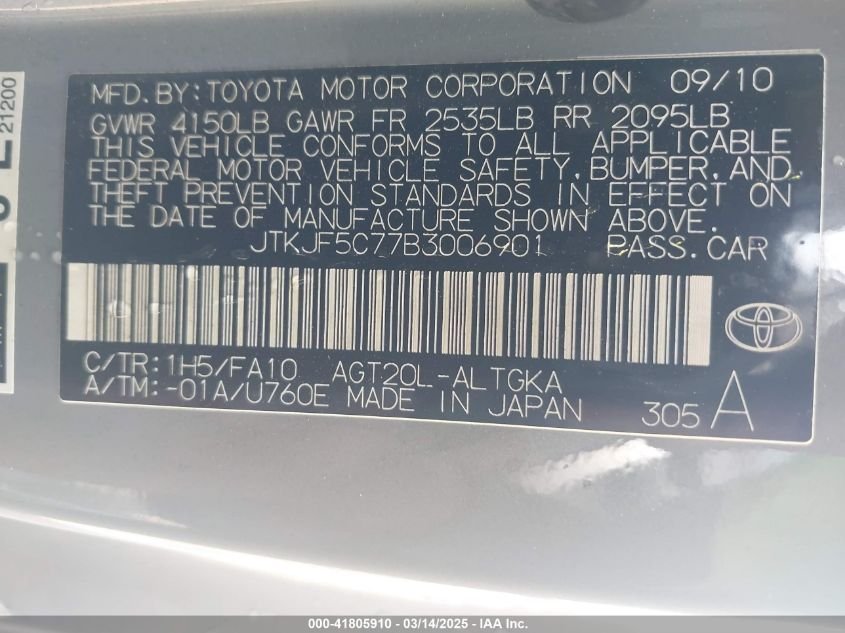 21200
MFD.BY:TOYOTA MOTOR CORPORATION 09/10
GVWR 4150LB GAWR FR 2535LB RR 2095LB
THIS VEHICLE CONFORMS TO ALL APPLICABLE
FEDERAL MOTOR VEHICLE SAFETY,BUMPER,AND
THEFT PREVENTION STANDARDS IN EFFECT ON
THE DATE OF MANUFACTURE SHOWN ABOVE.
JTKJF5C77B3006901 PASS.CAR
C/TR:1H5/FA10 AGT20L-ALTGKA
A/TM:-01A/U760E MADE IN JAPAN 305 A
000-41805910 - 03/14/2025 - IAA Inc.